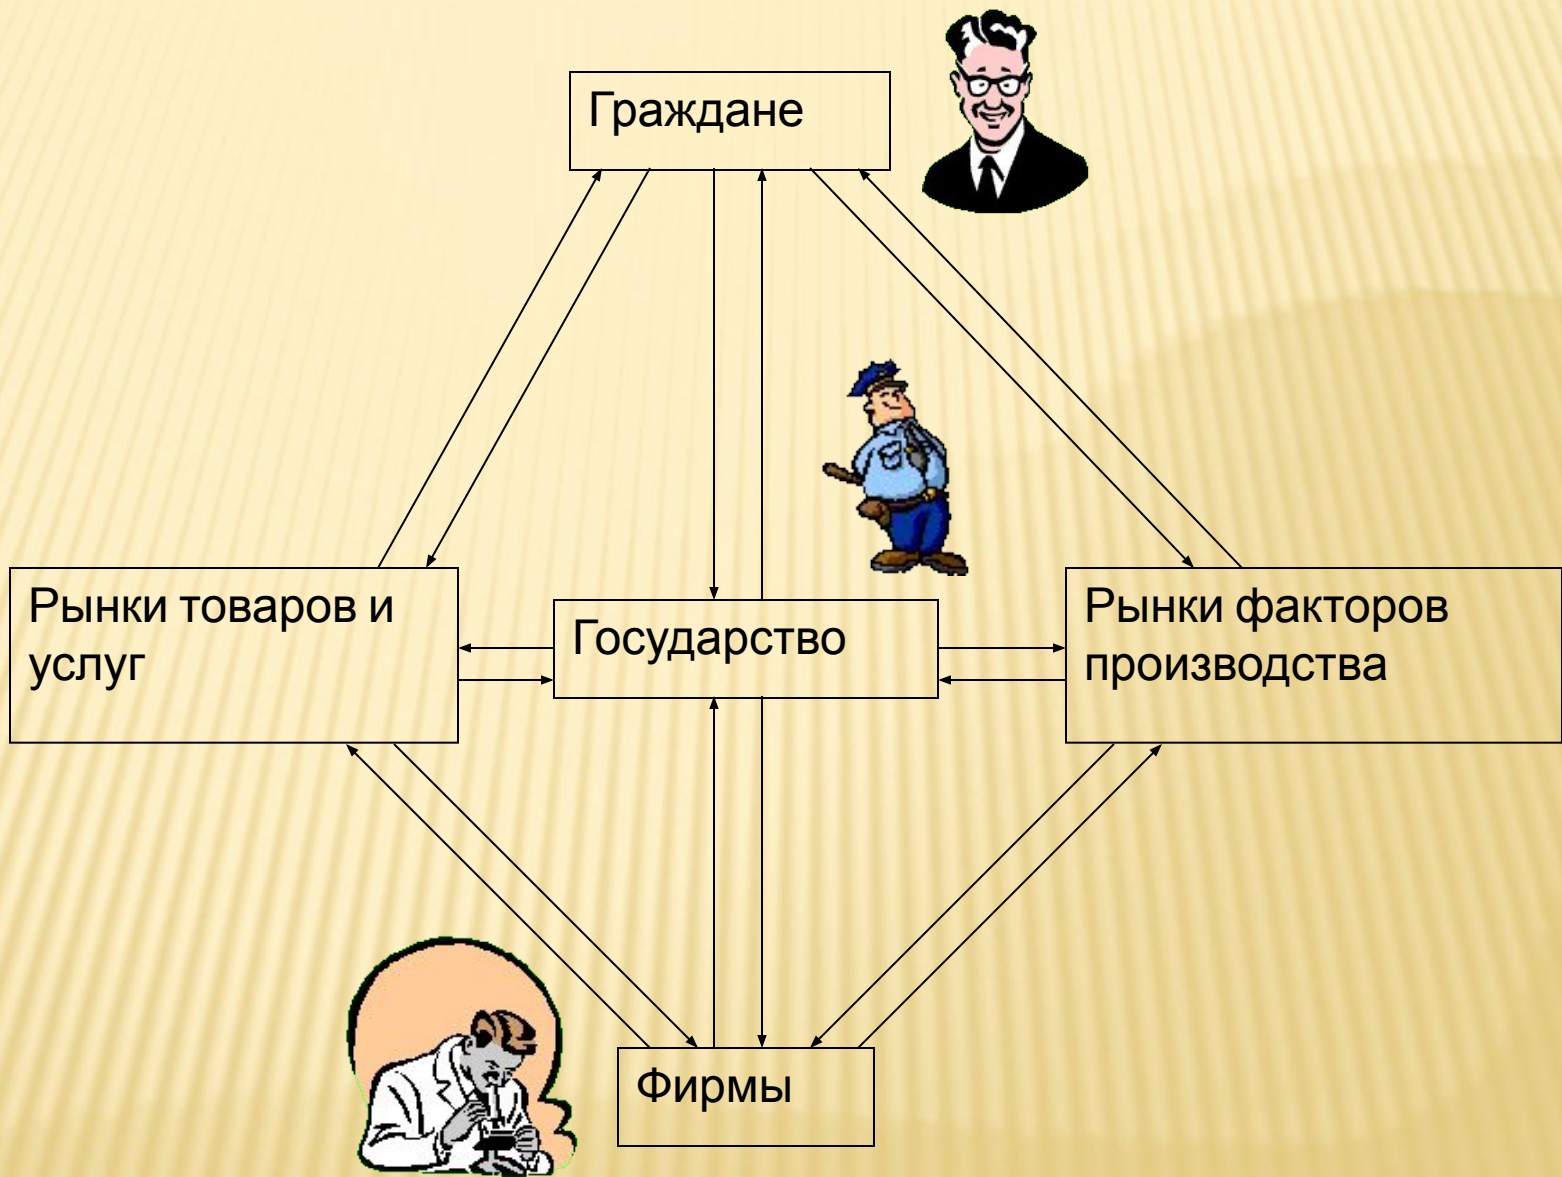 Граждане
Рынки товаров и
услуг
Государство
Рынки факторов
производства
Фирмы